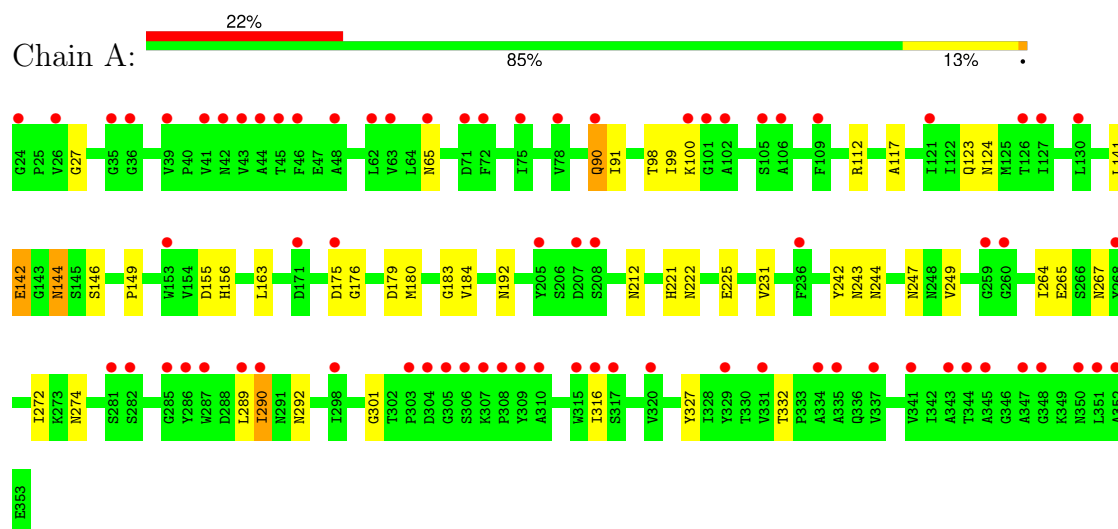 22%
Chain A:
85% 13% •
G24 P25 V26 G27 G35 G36 V39 P40 V41 N42 V43 A44 T45 F46 E47 A48 L62 V63 L64 N65 D71 F72 I75 V78 Q90 I91 T98 I99 K100 G101 A102 S105 A106 F109 R112 A117 I121 I122 Q123 N124 M125 T126 I127 L130
E142 G143 N144 S145 S146 P149 W153 V154 D155 H156 L163 D171 D175 G176 D179 M180 G183 V184 N192 Y205 S206 D207 S208 N212 H221 N222 E225 V231 F236 Y242 N243 N244 N247 N248 V249 G259 G260 I264 E265 S266 N267 Y268
I272 K273 N274 S281 S282 G285 Y286 W287 D288 L289 I290 N291 N292 I298 G301 T302 P303 D304 G305 S306 K307 P308 Y309 A310 W315 I316 S317 V320 Y327 I328 Y329 T330 V331 T332 P333 A334 A335 Q336 V337 V341 I342 A343 T344 A345 G346 A347 G348 K349 N350 L351
E353